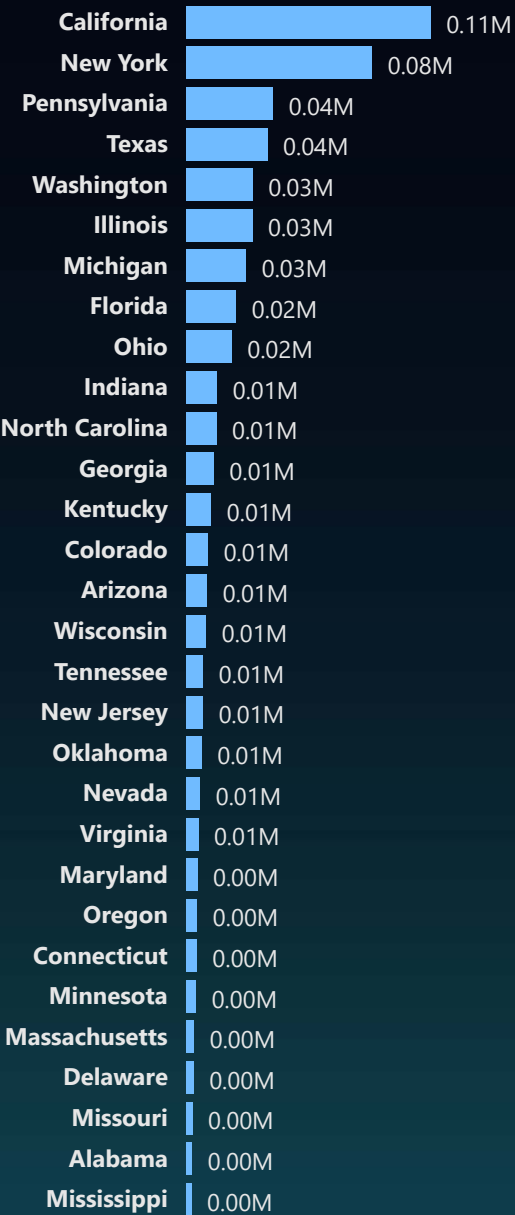 California 0.11M
New York 0.08M
Pennsylvania 0.04M
Texas 0.04M
Washington 0.03M
Illinois 0.03M
Michigan 0.03M
Florida 0.02M
Ohio 0.02M
Indiana 0.01M
North Carolina 0.01M
Georgia 0.01M
Kentucky 0.01M
Colorado 0.01M
Arizona 0.01M
Wisconsin 0.01M
Tennessee 0.01M
New Jersey 0.01M
Oklahoma 0.01M
Nevada 0.01M
Virginia 0.01M
Maryland 0.00M
Oregon 0.00M
Connecticut 0.00M
Minnesota 0.00M
Massachusetts 0.00M
Delaware 0.00M
Missouri 0.00M
Alabama 0.00M
Mississippi 0.00M